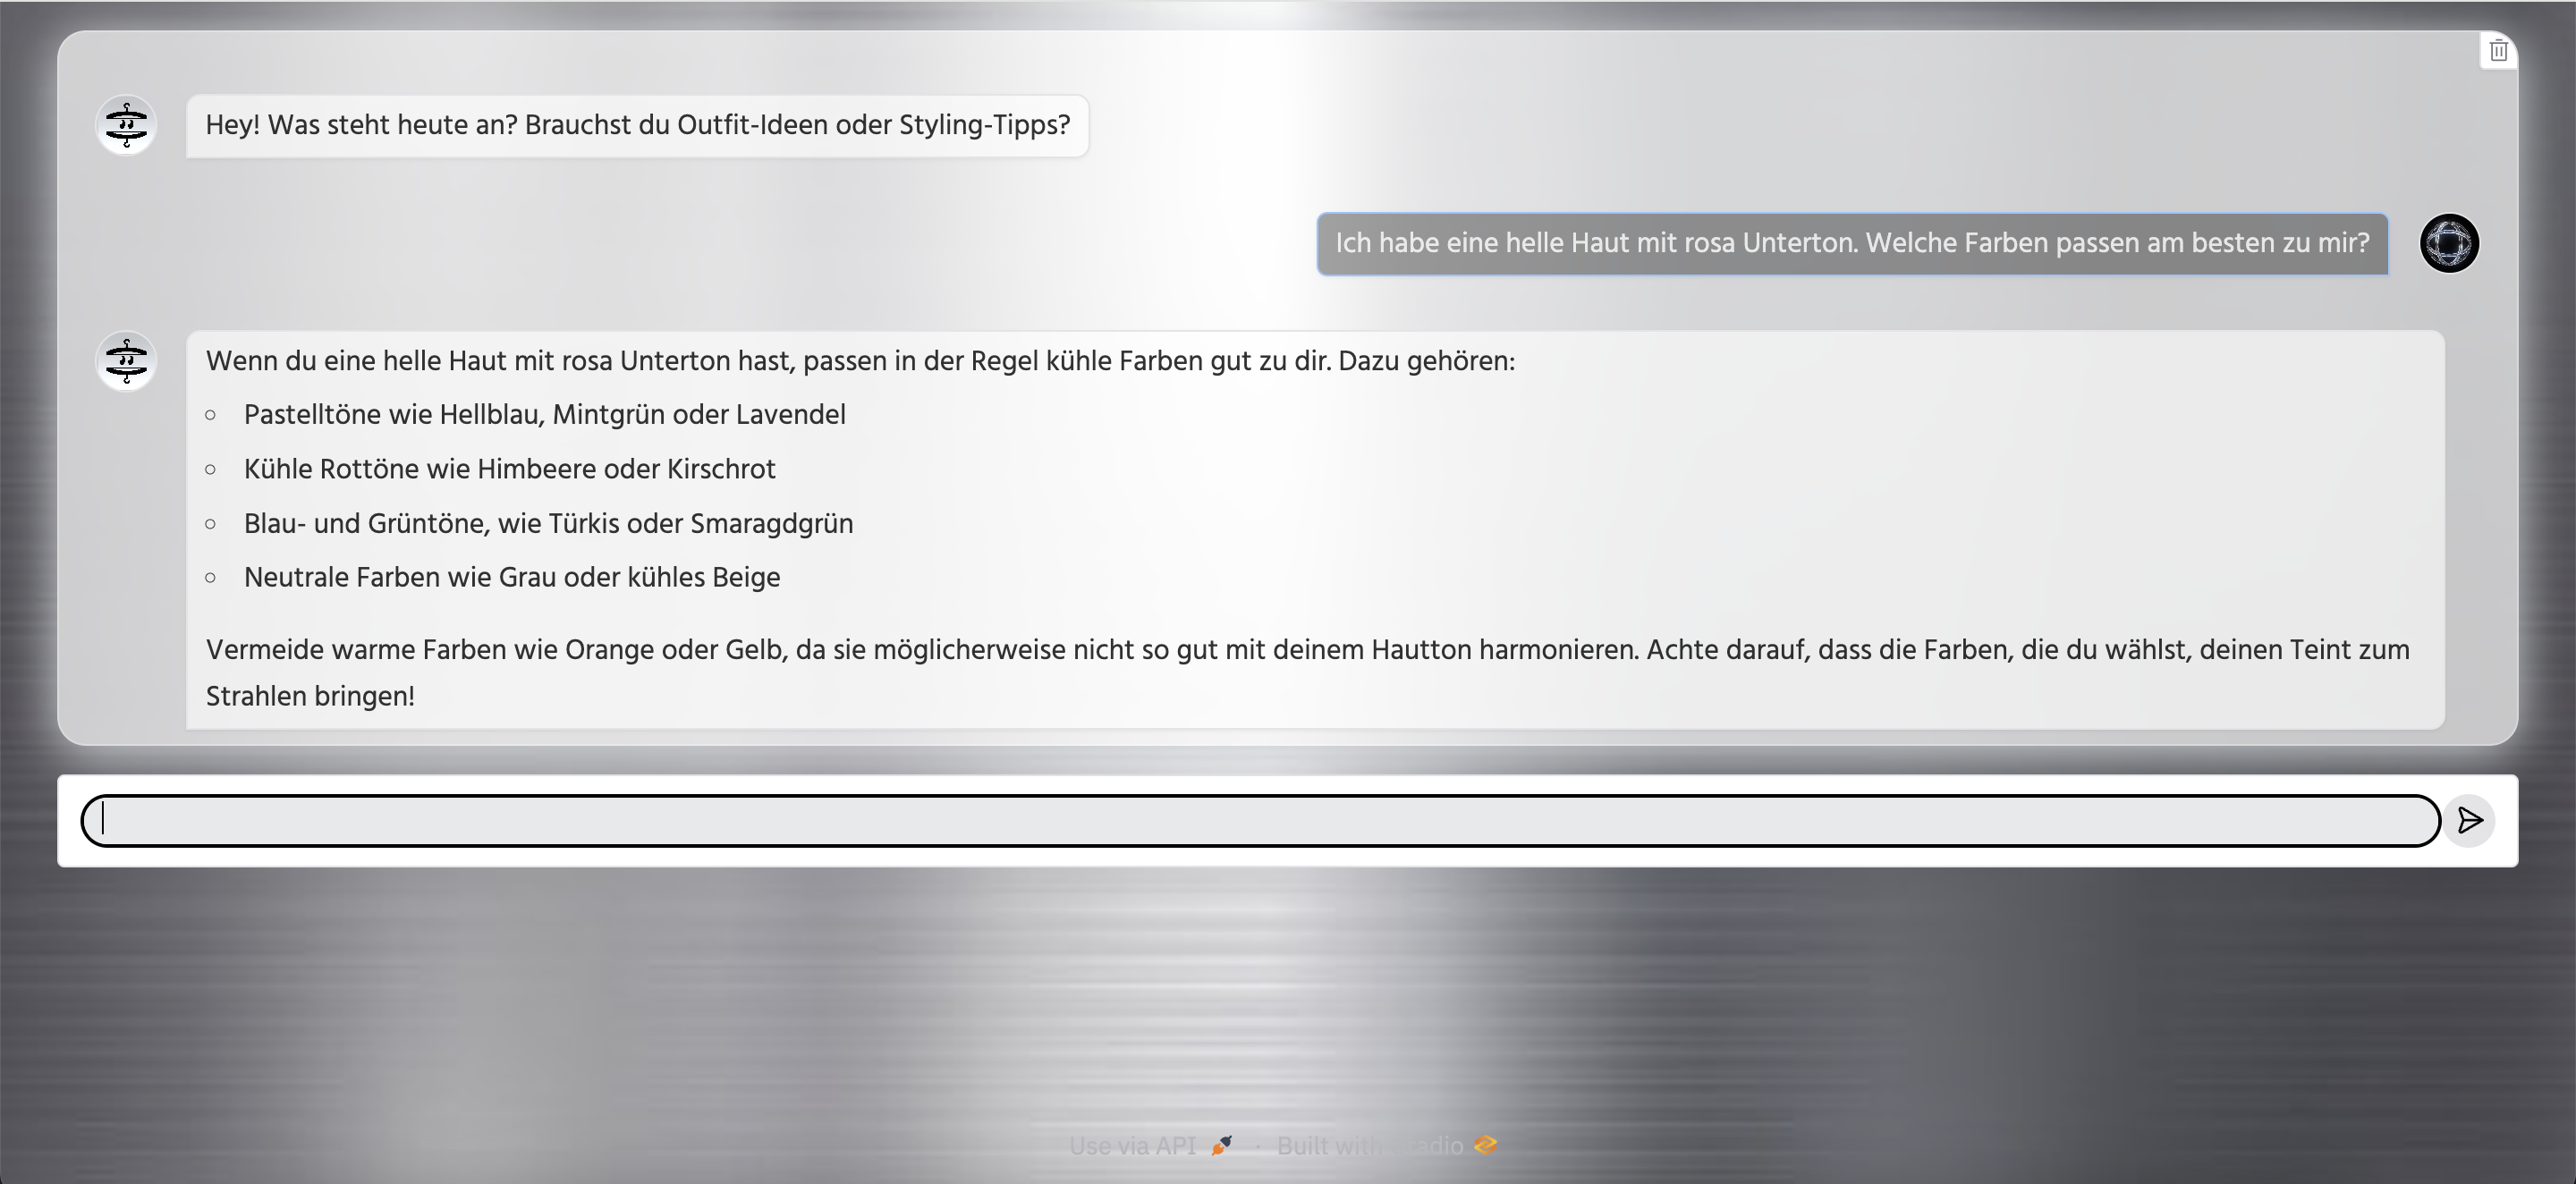 Hey! Was steht heute an? Brauchst du Outfit-Ideen oder Styling-Tipps?
Ich habe eine helle Haut mit rosa Unterton. Welche Farben passen am besten zu mir?
Wenn du eine helle Haut mit rosa Unterton hast, passen in der Regel kühle Farben gut zu dir. Dazu gehören:
Pastelltöne wie Hellblau, Mintgrün oder Lavendel
Kühle Rottöne wie Himbeere oder Kirschrot
Blau- und Grüntöne, wie Türkis oder Smaragdgrün
Neutrale Farben wie Grau oder kühles Beige
Vermeide warme Farben wie Orange oder Gelb, da sie möglicherweise nicht so gut mit deinem Hautton harmonieren. Achte darauf, dass die Farben, die du wählst, deinen Teint zum
Strahlen bringen!
Use via API · Built with Gradio